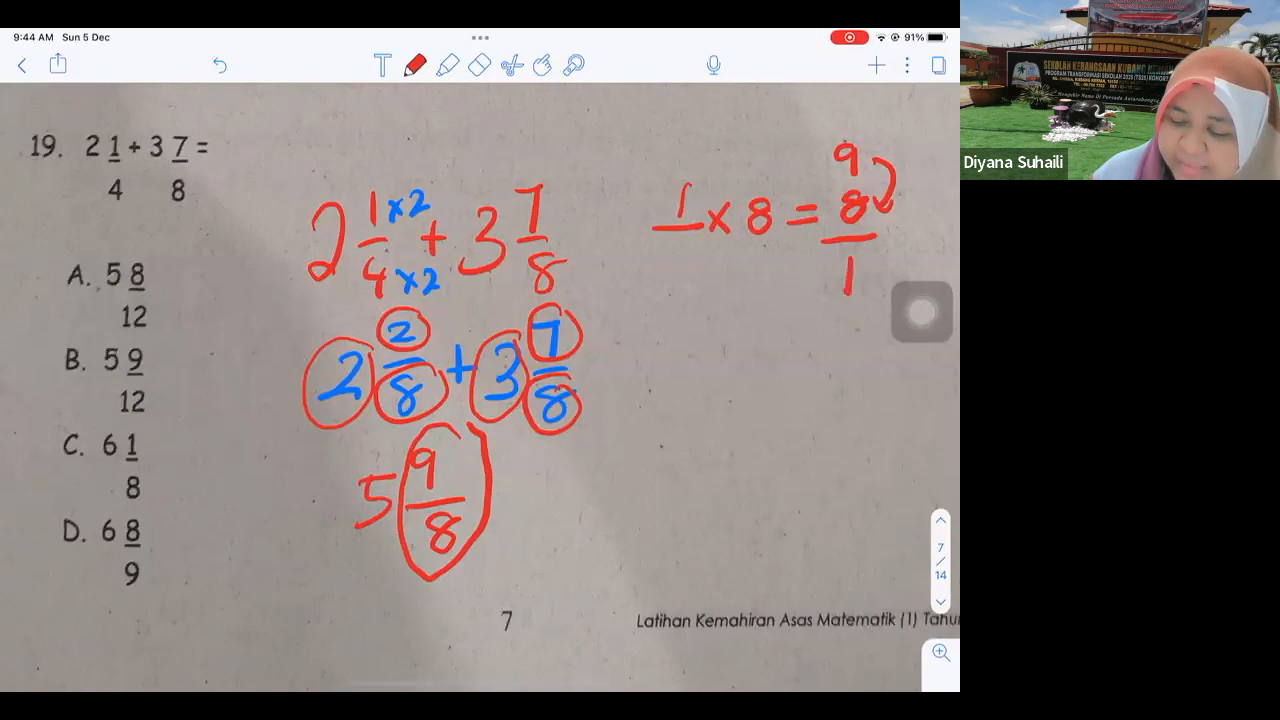 9:44 AM Sun 5 Dec
91%
19. 2 1 + 3 7 =
4 8
A. 5 8
12
B. 5 9
12
C. 6 1
8
D. 6 8
9
2 1 ×2 + 3 7
4 ×2 8
2 2 + 3 7
8 8
5 9
8
9
1 × 8 = 8
1
7
Latihan Kemahiran Asas Matematik (1) Tahu
7
/
14
SEKOLAH KEBANGSAAN KUBANG
PROGRAM TRANSFORMASI SEKOLAH 2025 (TS25) KOHORT
Diyana Suhaili